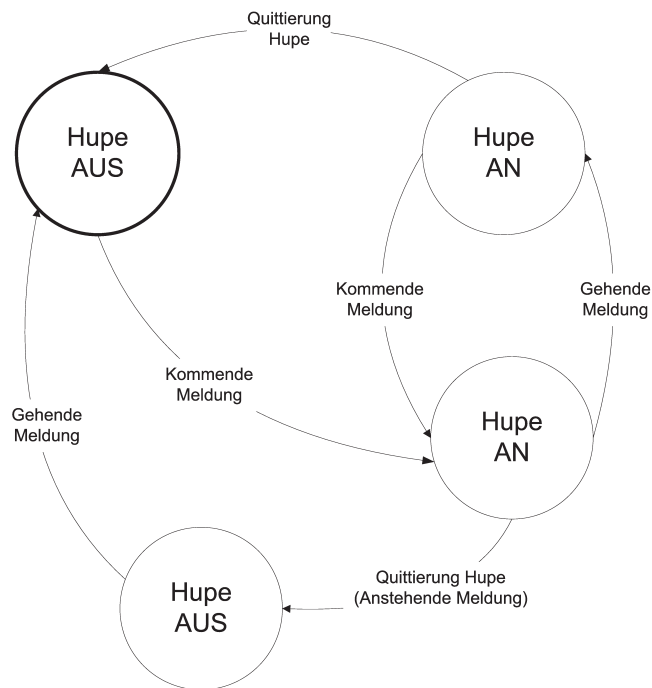 Quittierung
Hupe
Hupe
AUS
Hupe
AN
Kommende
Meldung
Gehende
Meldung
Kommende
Meldung
Gehende
Meldung
Hupe
AN
Quittierung Hupe
(Anstehende Meldung)
Hupe
AUS